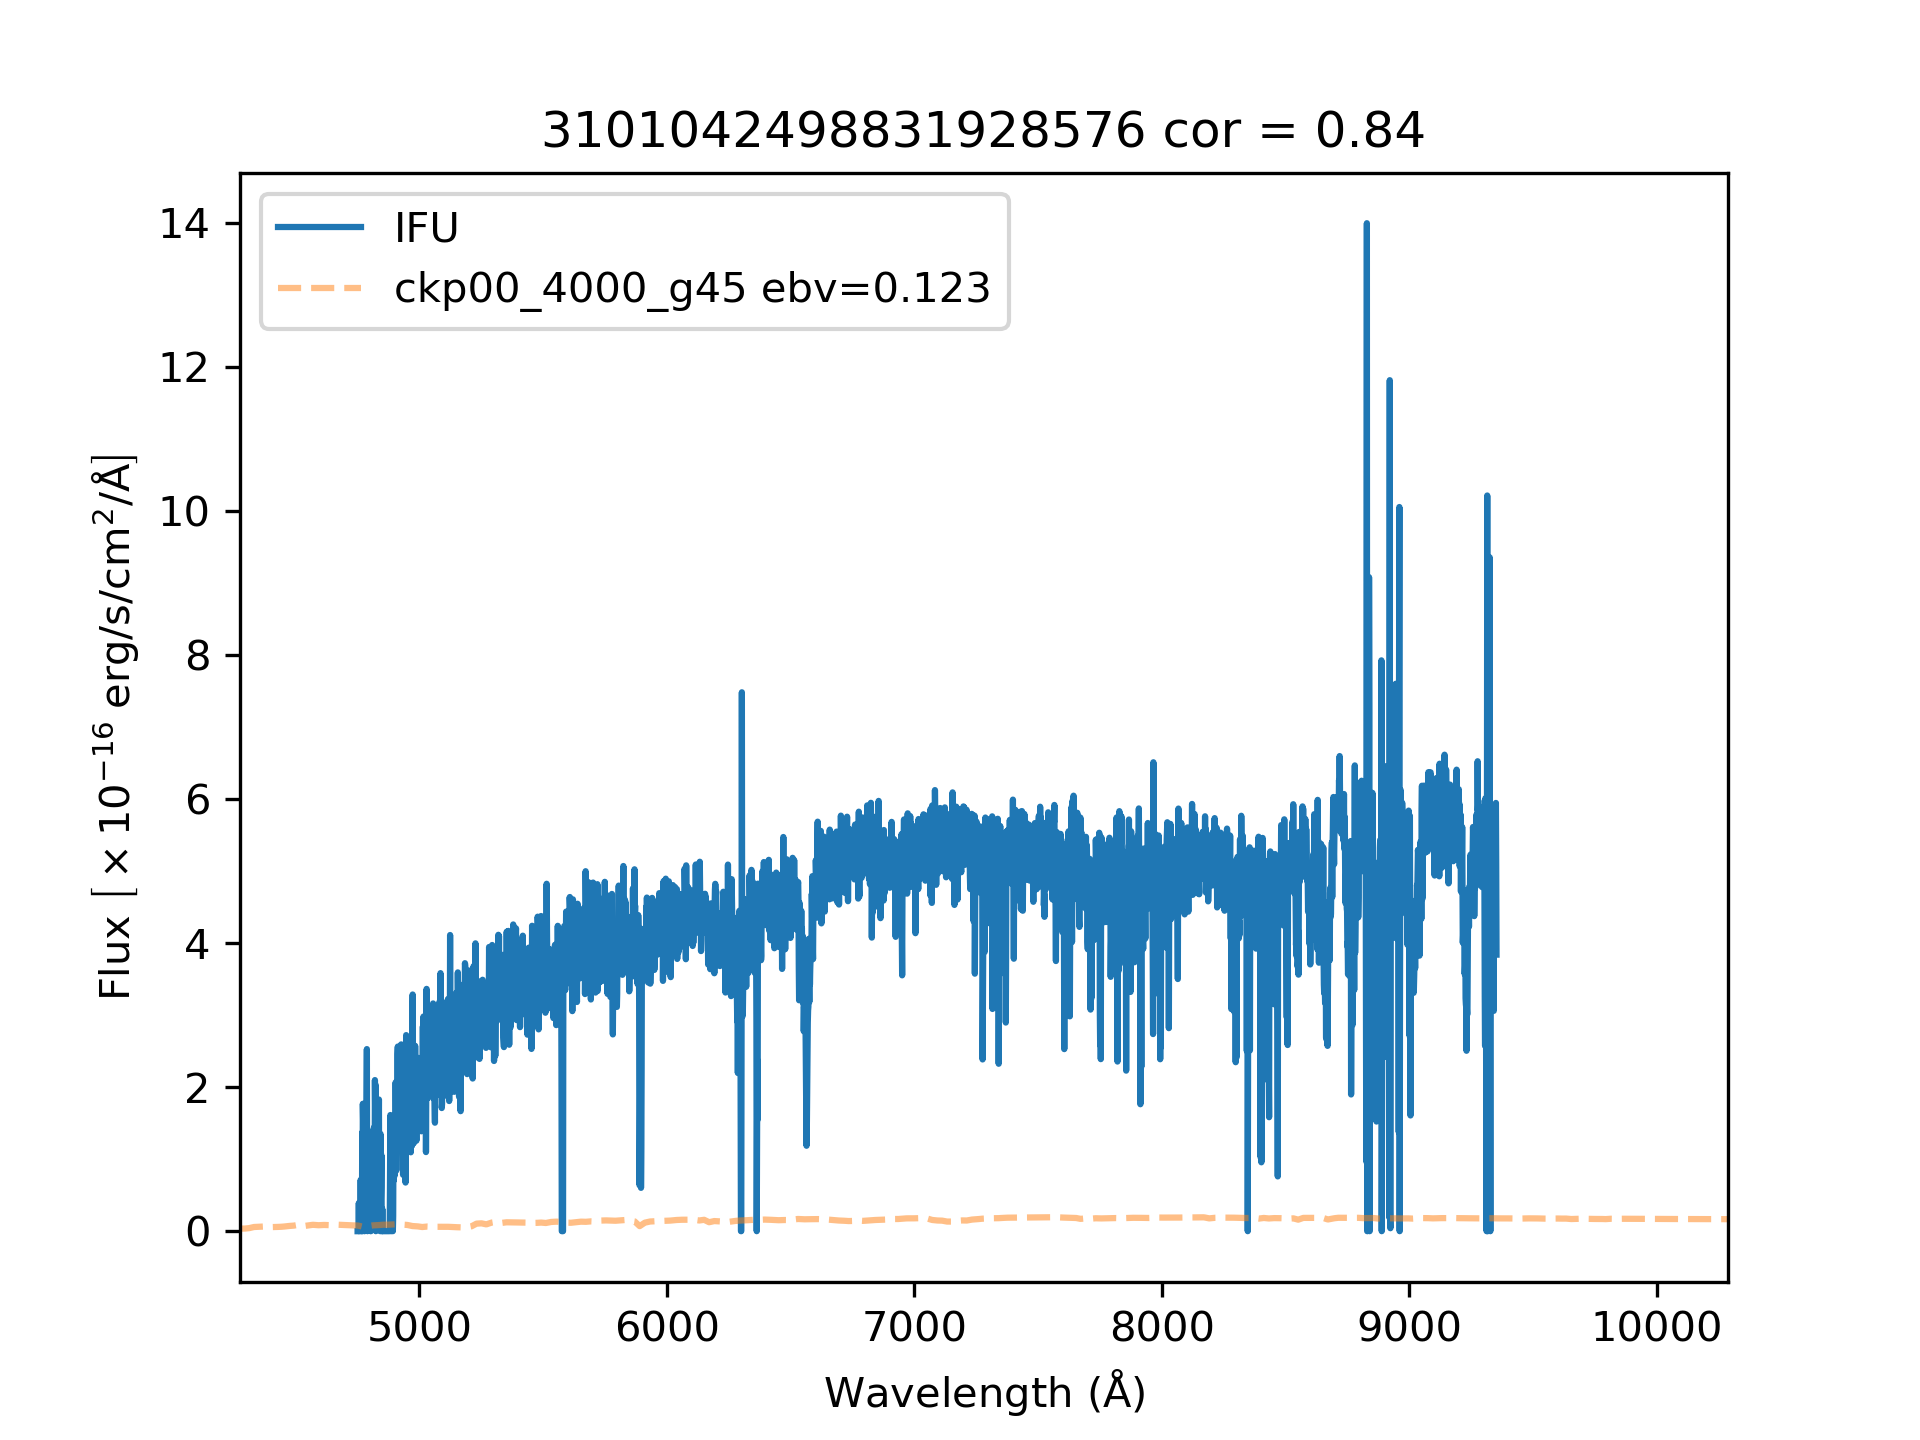 3101042498831928576 cor = 0.84
IFU
ckp00_4000_g45 ebv=0.123
14
12
10
8
6
4
2
0
Flux [ × 10⁻¹⁶ erg/s/cm²/Å]
5000 6000 7000 8000 9000 10000
Wavelength (Å)